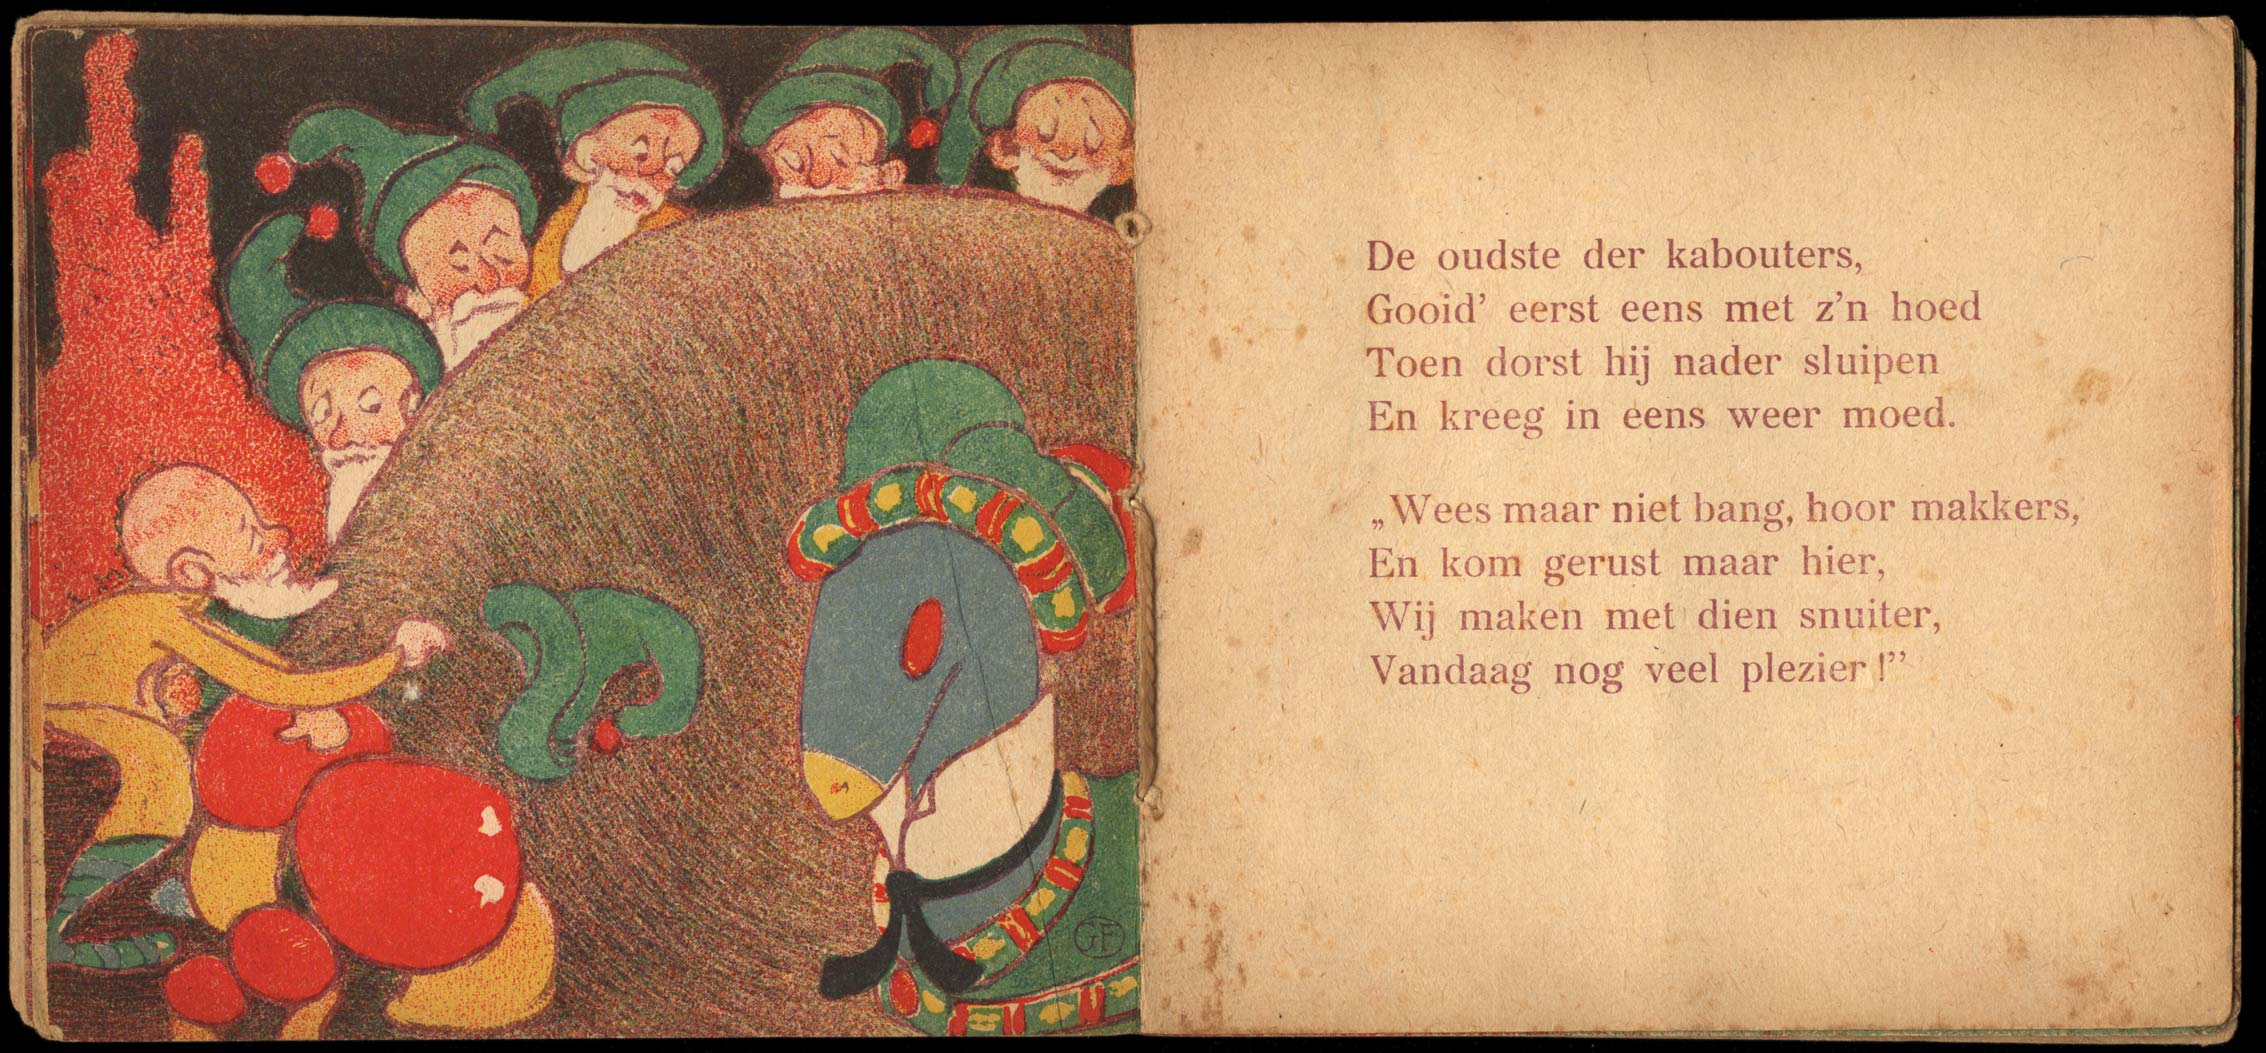 De oudste der kabouters,
Gooid' eerst eens met z'n hoed
Toen dorst hij nader sluipen
En kreeg in eens weer moed.
„Wees maar niet bang, hoor makkers,
En kom gerust maar hier,
Wij maken met dien snuiter,
Vandaag nog veel plezier!”
GF